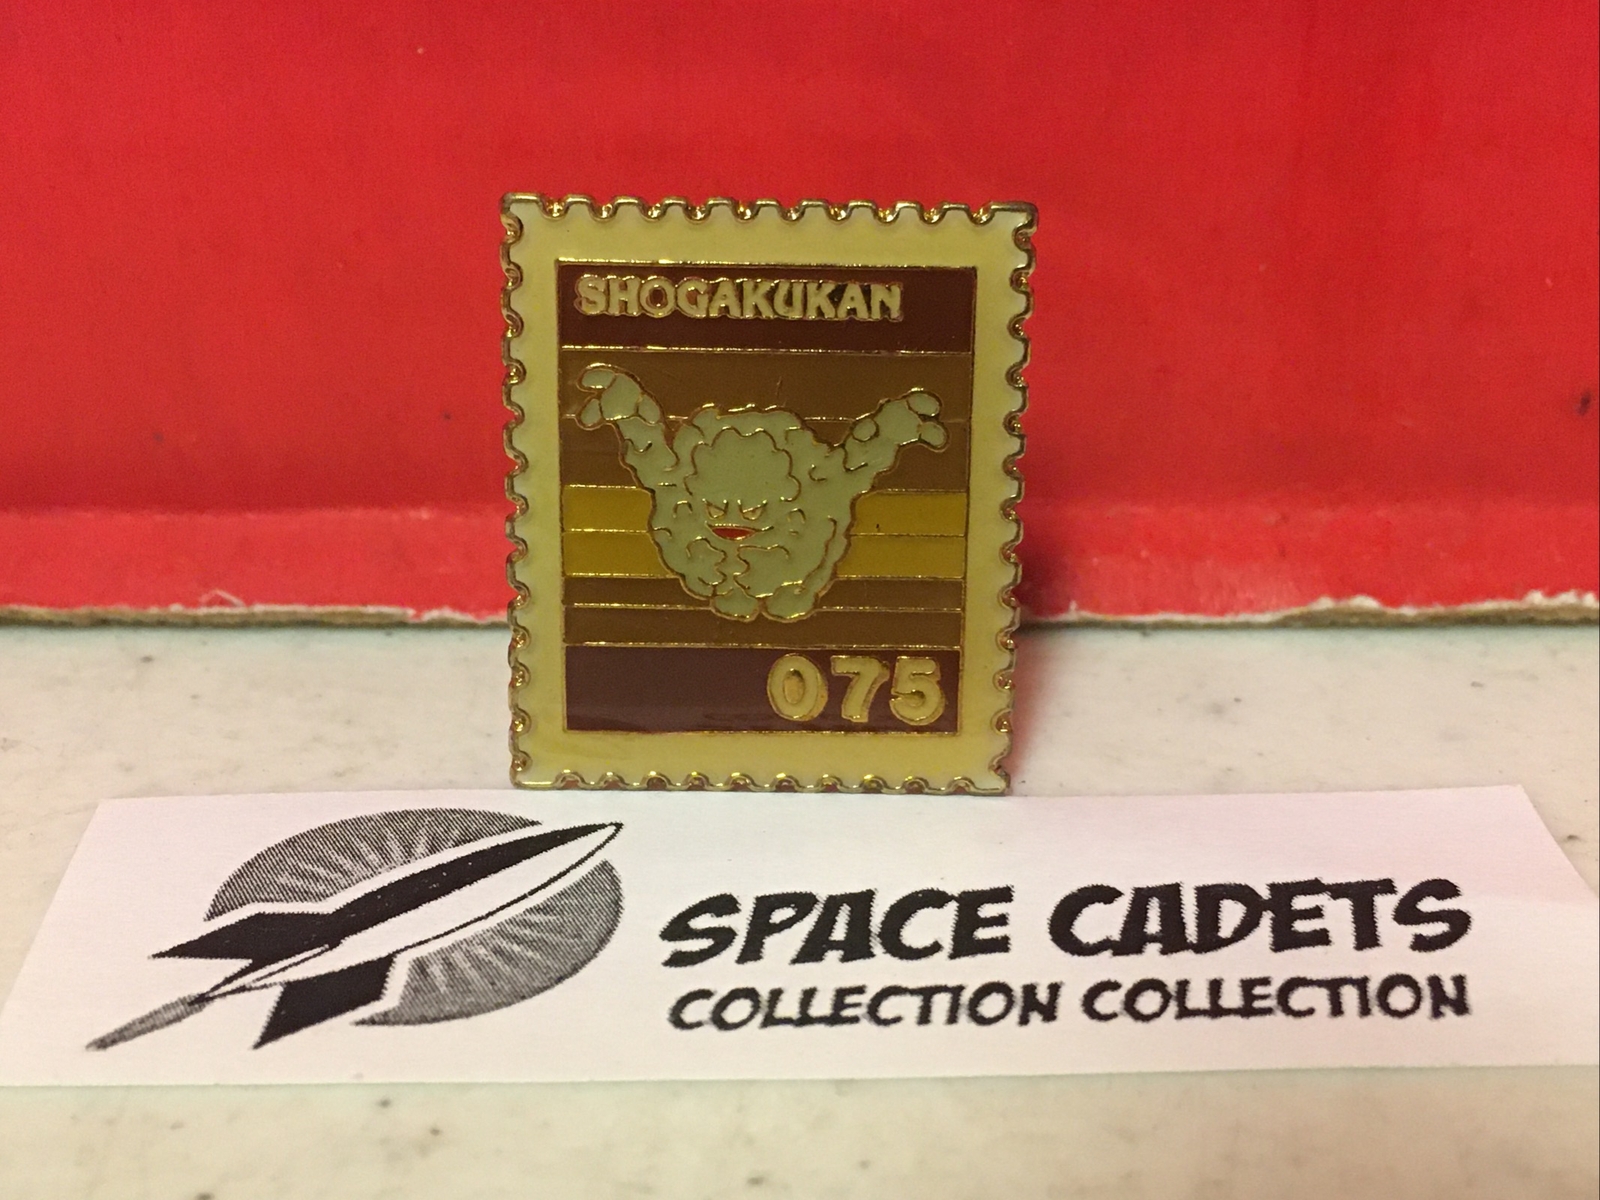 SHOGAKUKAN
075
SPACE CADETS
COLLECTION COLLECTION